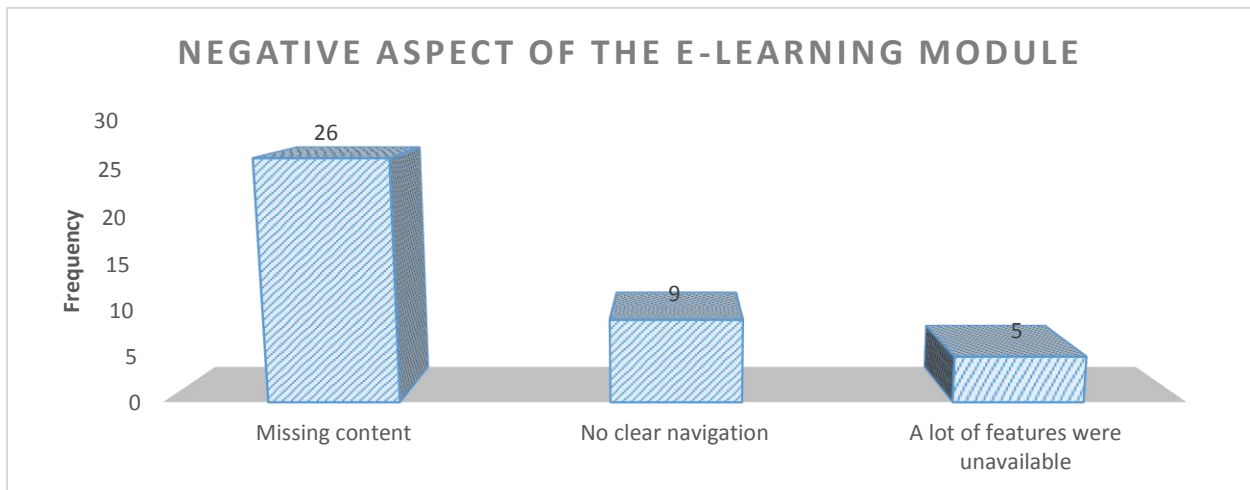 NEGATIVE ASPECT OF THE E-LEARNING MODULE
30
25
20
15
10
5
0
Frequency
26
9
5
Missing content
No clear navigation
A lot of features were
unavailable